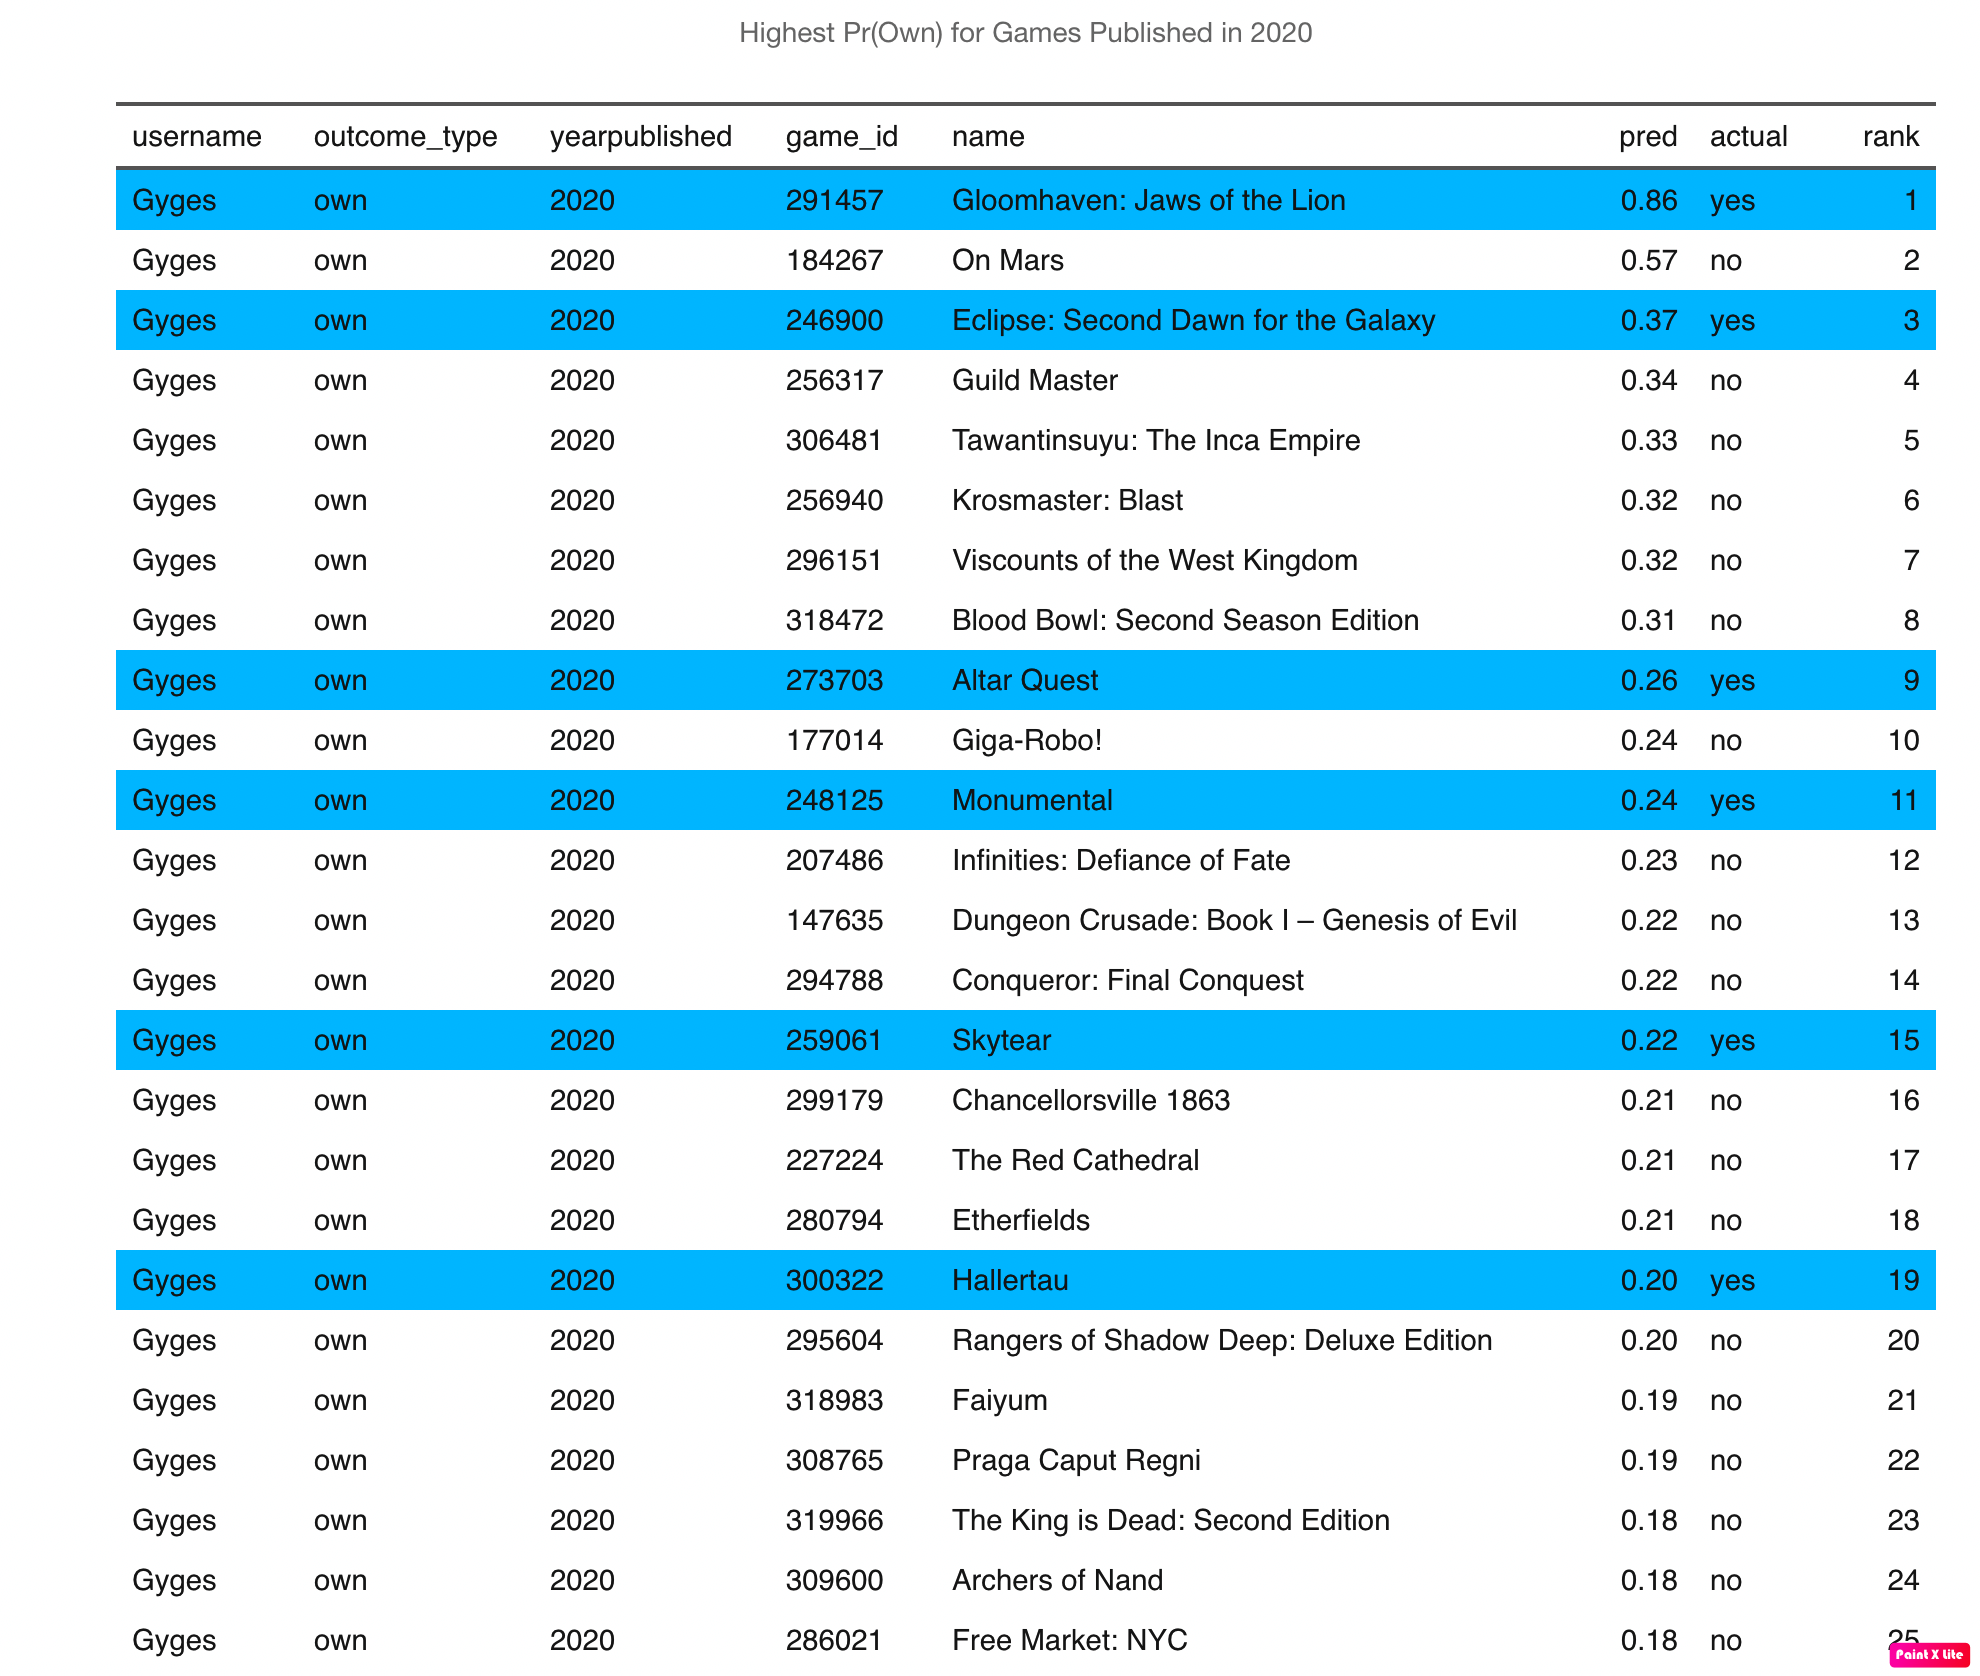 Highest Pr(Own) for Games Published in 2020
username outcome_type yearpublished game_id name pred actual rank
Gyges own 2020 291457 Gloomhaven: Jaws of the Lion 0.86 yes 1
Gyges own 2020 184267 On Mars 0.57 no 2
Gyges own 2020 246900 Eclipse: Second Dawn for the Galaxy 0.37 yes 3
Gyges own 2020 256317 Guild Master 0.34 no 4
Gyges own 2020 306481 Tawantinsuyu: The Inca Empire 0.33 no 5
Gyges own 2020 256940 Krosmaster: Blast 0.32 no 6
Gyges own 2020 296151 Viscounts of the West Kingdom 0.32 no 7
Gyges own 2020 318472 Blood Bowl: Second Season Edition 0.31 no 8
Gyges own 2020 273703 Altar Quest 0.26 yes 9
Gyges own 2020 177014 Giga-Robo! 0.24 no 10
Gyges own 2020 248125 Monumental 0.24 yes 11
Gyges own 2020 207486 Infinities: Defiance of Fate 0.23 no 12
Gyges own 2020 147635 Dungeon Crusade: Book I – Genesis of Evil 0.22 no 13
Gyges own 2020 294788 Conqueror: Final Conquest 0.22 no 14
Gyges own 2020 259061 Skytear 0.22 yes 15
Gyges own 2020 299179 Chancellorsville 1863 0.21 no 16
Gyges own 2020 227224 The Red Cathedral 0.21 no 17
Gyges own 2020 280794 Etherfields 0.21 no 18
Gyges own 2020 300322 Hallertau 0.20 yes 19
Gyges own 2020 295604 Rangers of Shadow Deep: Deluxe Edition 0.20 no 20
Gyges own 2020 318983 Faiyum 0.19 no 21
Gyges own 2020 308765 Praga Caput Regni 0.19 no 22
Gyges own 2020 319966 The King is Dead: Second Edition 0.18 no 23
Gyges own 2020 309600 Archers of Nand 0.18 no 24
Gyges own 2020 286021 Free Market: NYC 0.18 no 25
Paint X Lite